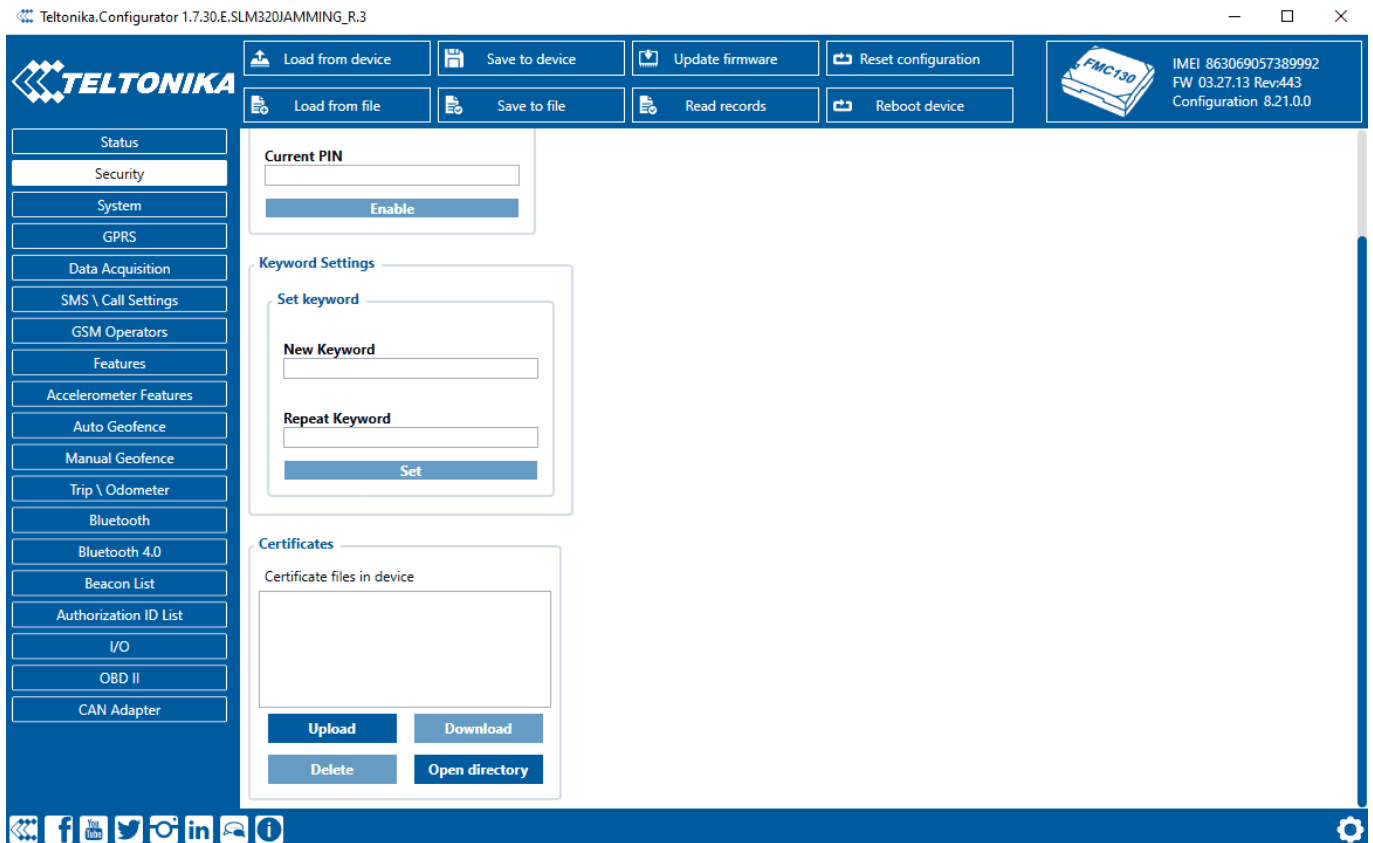 Teltonika.Configurator 1.7.30.E.SLM320JAMMING_R.3
TELTONIKA
Load from device
Save to device
Update firmware
Reset configuration
Load from file
Save to file
Read records
Reboot device
FMC130
IMEI 863069057389992
FW 03.27.13 Rev:443
Configuration 8.21.0.0
Status
Security
System
GPRS
Data Acquisition
SMS \ Call Settings
GSM Operators
Features
Accelerometer Features
Auto Geofence
Manual Geofence
Trip \ Odometer
Bluetooth
Bluetooth 4.0
Beacon List
Authorization ID List
I/O
OBD II
CAN Adapter
Current PIN
Enable
Keyword Settings
Set keyword
New Keyword
Repeat Keyword
Set
Certificates
Certificate files in device
Upload
Download
Delete
Open directory
You
Tube
in